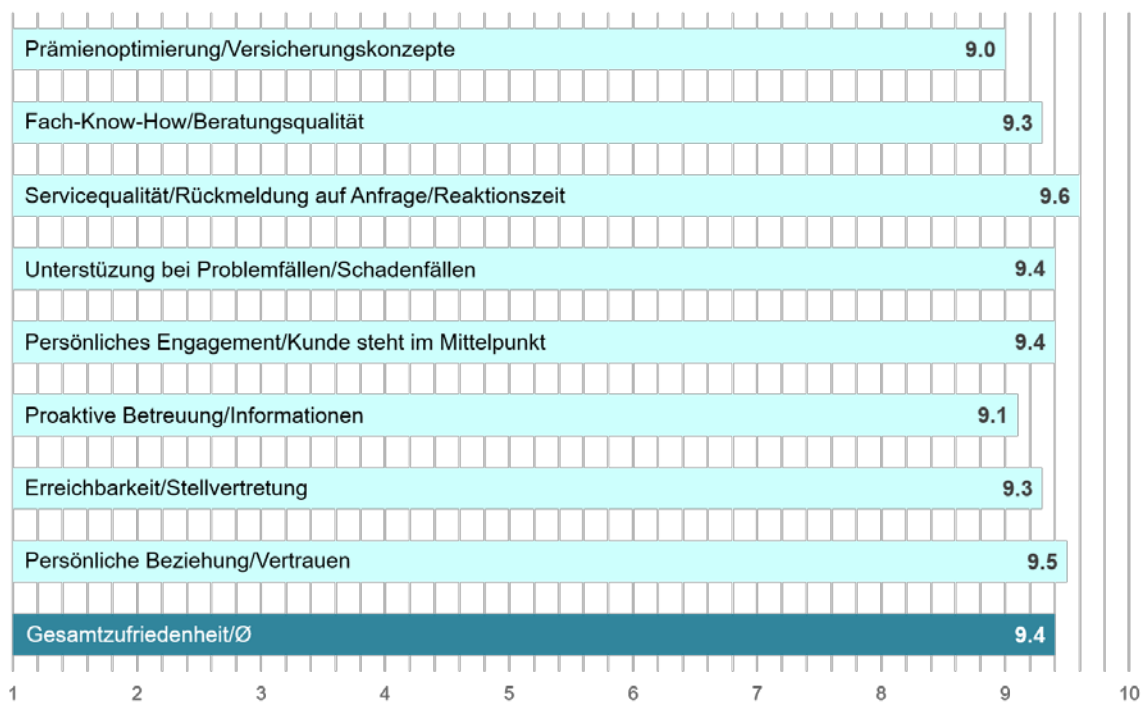 Prämienoptimierung/Versicherungskonzepte 9.0
Fach-Know-How/Beratungsqualität 9.3
Servicequalität/Rückmeldung auf Anfrage/Reaktionszeit 9.6
Unterstüzung bei Problemfällen/Schadenfällen 9.4
Persönliches Engagement/Kunde steht im Mittelpunkt 9.4
Proaktive Betreuung/Informationen 9.1
Erreichbarkeit/Stellvertretung 9.3
Persönliche Beziehung/Vertrauen 9.5
Gesamtzufriedenheit/Ø 9.4
1 2 3 4 5 6 7 8 9 10